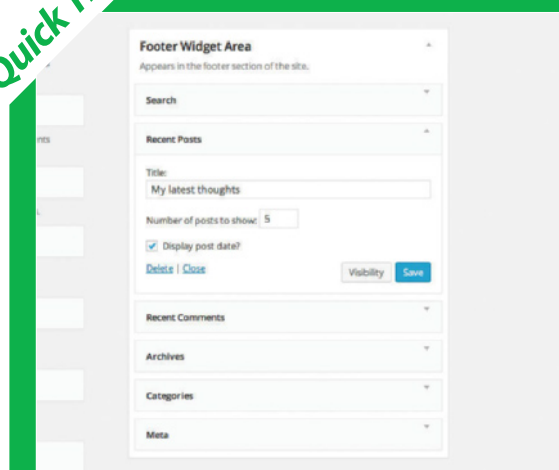 Quick
Footer Widget Area
Appears in the footer section of the site.
Search
nts
Recent Posts
Title:
My latest thoughts
Number of posts to show: 5
Display post date?
Delete | Close
Visibility
Save
Recent Comments
Archives
Categories
Meta